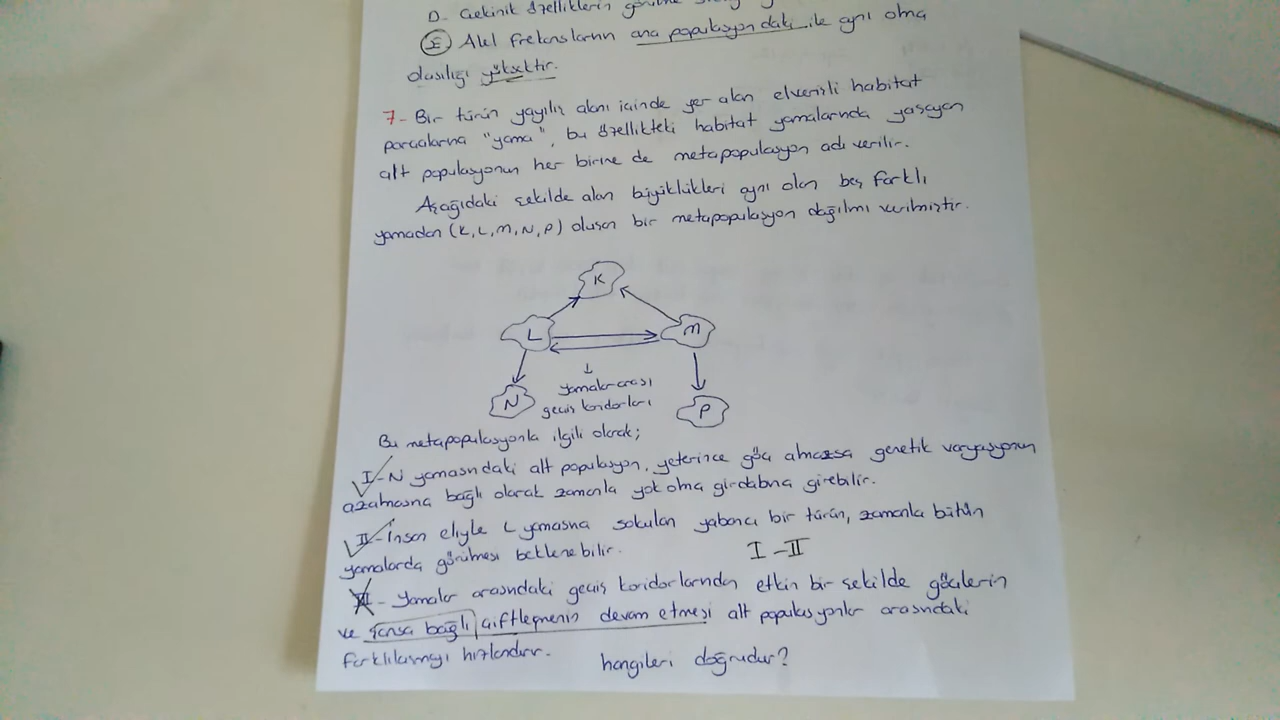 D. Çekinik özelliklerin
E Alel frekanslarının ana populasyondaki ile aynı olma
olasılığı yüksektir.
7- Bir türün yayılış alanı içinde yer alan elverişli habitat
parçalarına "yama", bu özellikteki habitat yamalarında yaşayan
alt populasyonun her birine de metapopulasyon adı verilir.
Aşağıdaki şekilde alan büyüklükleri aynı olan beş farklı
yamadan (K, L, M, N, P) oluşan bir metapopulasyon dağılımı verilmiştir.
K
L
M
N
P
yamalar arası
geçiş koridorları
Bu metapopulasyonla ilgili olarak;
I- N yamasındaki alt populasyon, yeterince göç almazsa genetik varyasyonun
azalmasına bağlı olarak zamanla yok olma girdabına girebilir.
II- İnsan eliyle L yamasına sokulan yabancı bir türün, zamanla bütün
yamalarda görülmesi beklenebilir.
I-II
III- Yamalar arasındaki geçiş koridorlarından etkin bir şekilde göçlerin
ve şansa bağlı çiftleşmenin devam etmesi alt populasyonlar arasındaki
farklılaşmayı hızlandırır.
hangileri doğrudur?